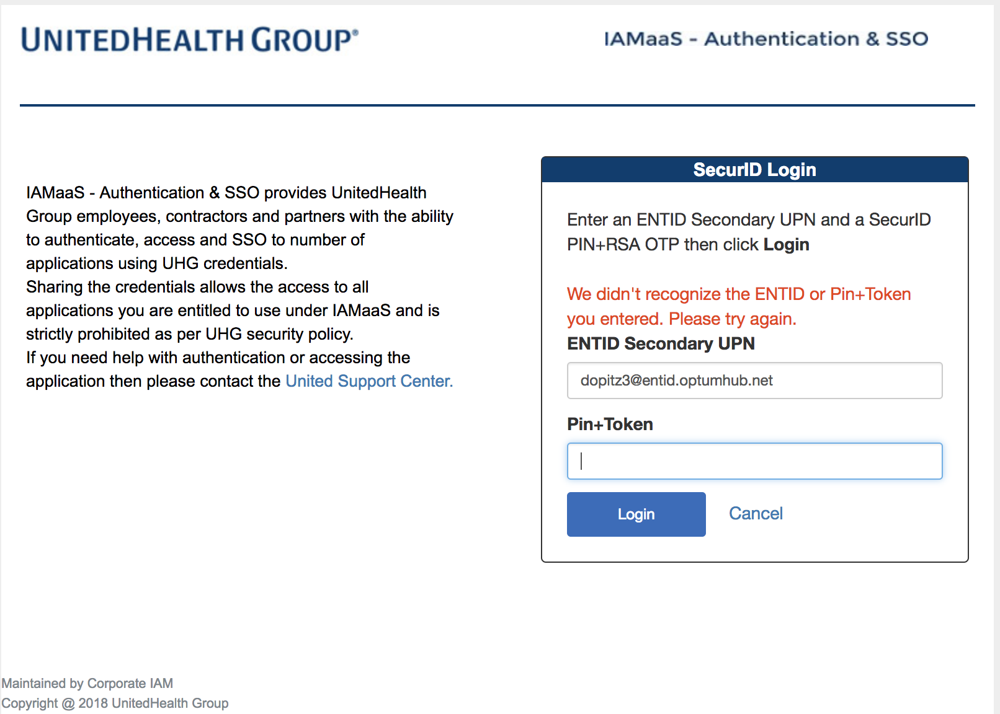 UNITEDHEALTH GROUP®
IAMaaS - Authentication & SSO
IAMaaS - Authentication & SSO provides UnitedHealth
Group employees, contractors and partners with the ability
to authenticate, access and SSO to number of
applications using UHG credentials.
Sharing the credentials allows the access to all
applications you are entitled to use under IAMaaS and is
strictly prohibited as per UHG security policy.
If you need help with authentication or accessing the
application then please contact the United Support Center.
SecurID Login
Enter an ENTID Secondary UPN and a SecurID
PIN+RSA OTP then click Login
We didn't recognize the ENTID or Pin+Token
you entered. Please try again.
ENTID Secondary UPN
dopitz3@entid.optumhub.net
Pin+Token
Login
Cancel
Maintained by Corporate IAM
Copyright @ 2018 UnitedHealth Group